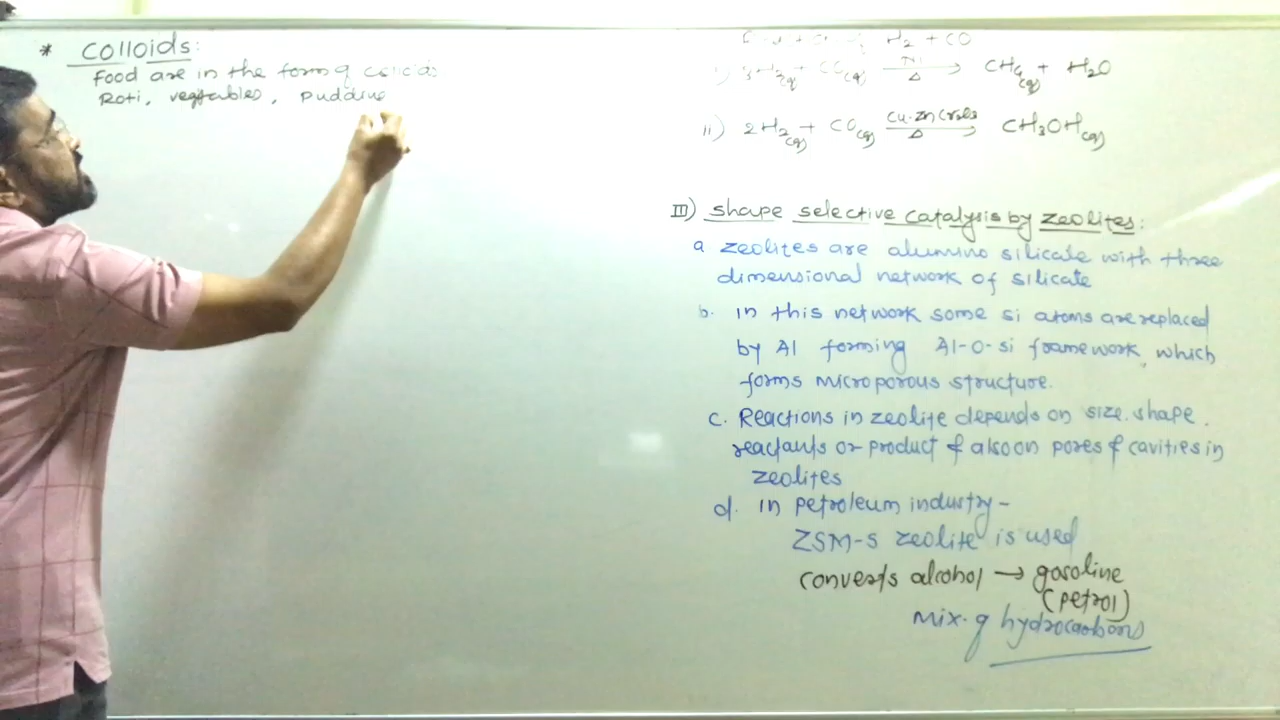 * Colloids:
Food are in the form of colloids
Roti, vegetables, Pudding
H2 + CO
i) 3H2(g) + CO(g) Ni Δ → CH4(g) + H2O
ii) 2H2(g) + CO(g) Cu.Zn Δ → CH3OH(g)
III) Shape selective catalysis by zeolites:
a zeolites are alumino silicate with three
dimensional network of silicate
b. in this network some si atoms are replaced
by Al forming Al-O-si framework, which
forms microporous structure.
c. Reactions in zeolite depends on size. shape.
reactants or product & also on pores & cavities in
zeolites
d. in petroleum industry-
ZSM-5 zeolite is used
converts alcohol → gasoline
(petrol)
mix. of hydrocarbons